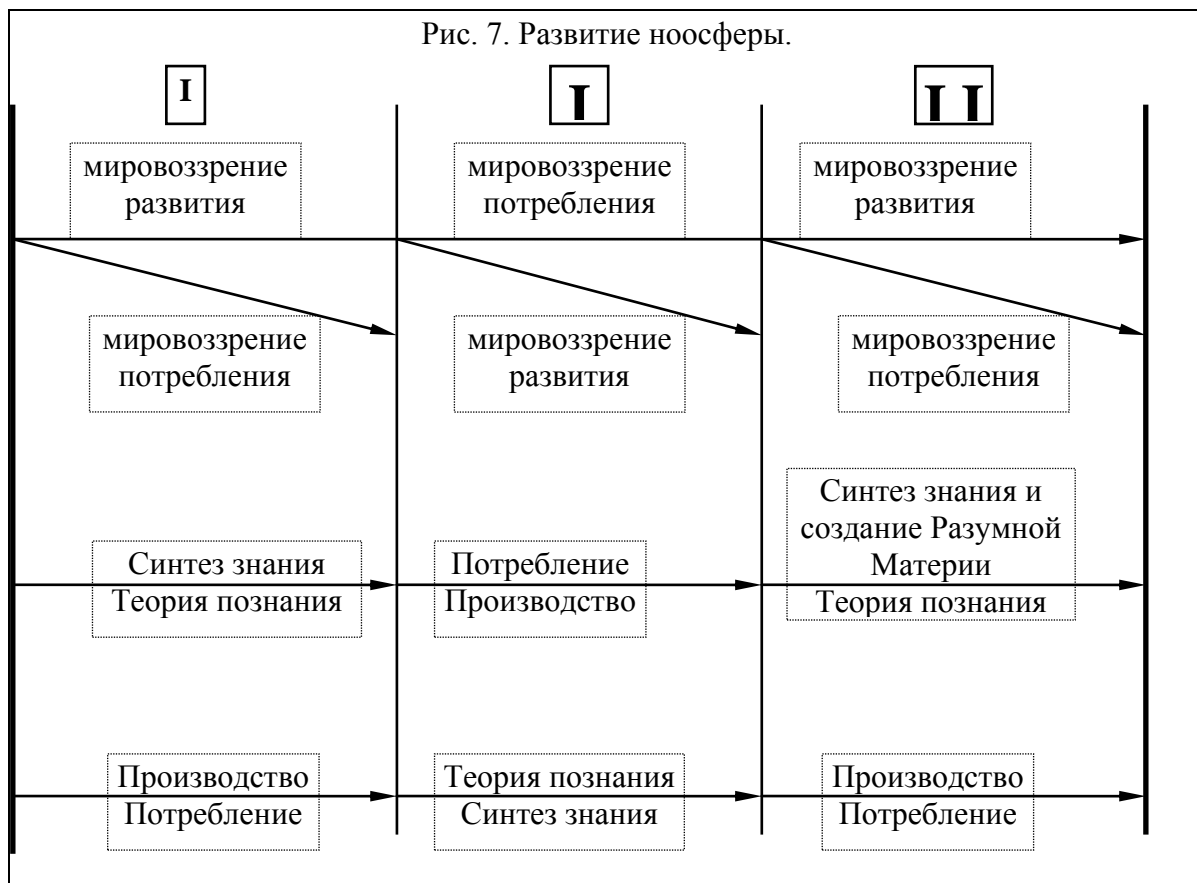 Рис. 7. Развитие ноосферы.
I
I
I I
мировоззрение
развития
мировоззрение
потребления
мировоззрение
развития
мировоззрение
потребления
мировоззрение
развития
мировоззрение
потребления
Синтез знания
Теория познания
Потребление
Производство
Синтез знания и
создание Разумной
Материи
Теория познания
Производство
Потребление
Теория познания
Синтез знания
Производство
Потребление